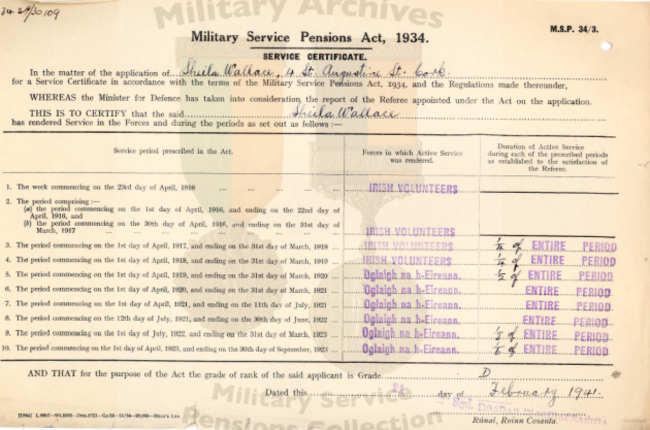 Military Archives
34 SP/30109
M.S.P. 34/3.
Military Service Pensions Act, 1934.
SERVICE CERTIFICATE.
In the matter of the application of Sheila Wallace, 4 St. Augustine St. Cork.
for a Service Certificate in accordance with the terms of the Military Service Pensions Act, 1934, and the Regulations made thereunder,
WHEREAS the Minister for Defence has taken into consideration the report of the Referee appointed under the Act on the application.
THIS IS TO CERTIFY that the said Sheila Wallace
has rendered Service in the Forces and during the periods as set out as follows :—
Service period prescribed in the Act. Forces in which Active Service was rendered. Duration of Active Service during each of the prescribed periods as established to the satisfaction of the Referee.
1. The week commencing on the 23rd day of April, 1916 ... ... ... ... IRISH VOLUNTEERS
2. The period comprising :—
(a) the period commencing on the 1st day of April, 1916, and ending on the 22nd day of
April, 1916, and
(b) the period commencing on the 30th day of April, 1916, and ending on the 31st day of
March, 1917 IRISH VOLUNTEERS
3. The period commencing on the 1st day of April, 1917, and ending on the 31st day of March, 1918 ... IRISH VOLUNTEERS of ENTIRE PERIOD
4. The period commencing on the 1st day of April, 1918, and ending on the 31st day of March, 1919 ... IRISH VOLUNTEERS of ENTIRE PERIOD
5. The period commencing on the 1st day of April, 1919, and ending on the 31st day of March, 1920 ... Oglaigh na h-Eireann. of ENTIRE PERIOD
6. The period commencing on the 1st day of April, 1920, and ending on the 31st day of March, 1921 ... Oglaigh na h-Eireann. ENTIRE PERIOD
7. The period commencing on the 1st day of April, 1921, and ending on the 11th day of July, 1921 ... Oglaigh na h-Eireann. ENTIRE PERIOD
8. The period commencing on the 12th day of July, 1921, and ending on the 30th day of June, 1922 ... Oglaigh na h-Eireann. ENTIRE PERIOD
9. The period commencing on the 1st day of July, 1922, and ending on the 31st day of March, 1923 ... Oglaigh na h-Eireann. of ENTIRE PERIOD
10. The period commencing on the 1st day of April, 1923, and ending on the 30th day of September, 1923 Oglaigh na h-Eireann. of ENTIRE PERIOD
AND THAT for the purpose of the Act the grade of rank of the said applicant is Grade D
Dated this day of February 1941.
Military Service
Rúnaí, Roinn Cosanta.
Pensions Collection